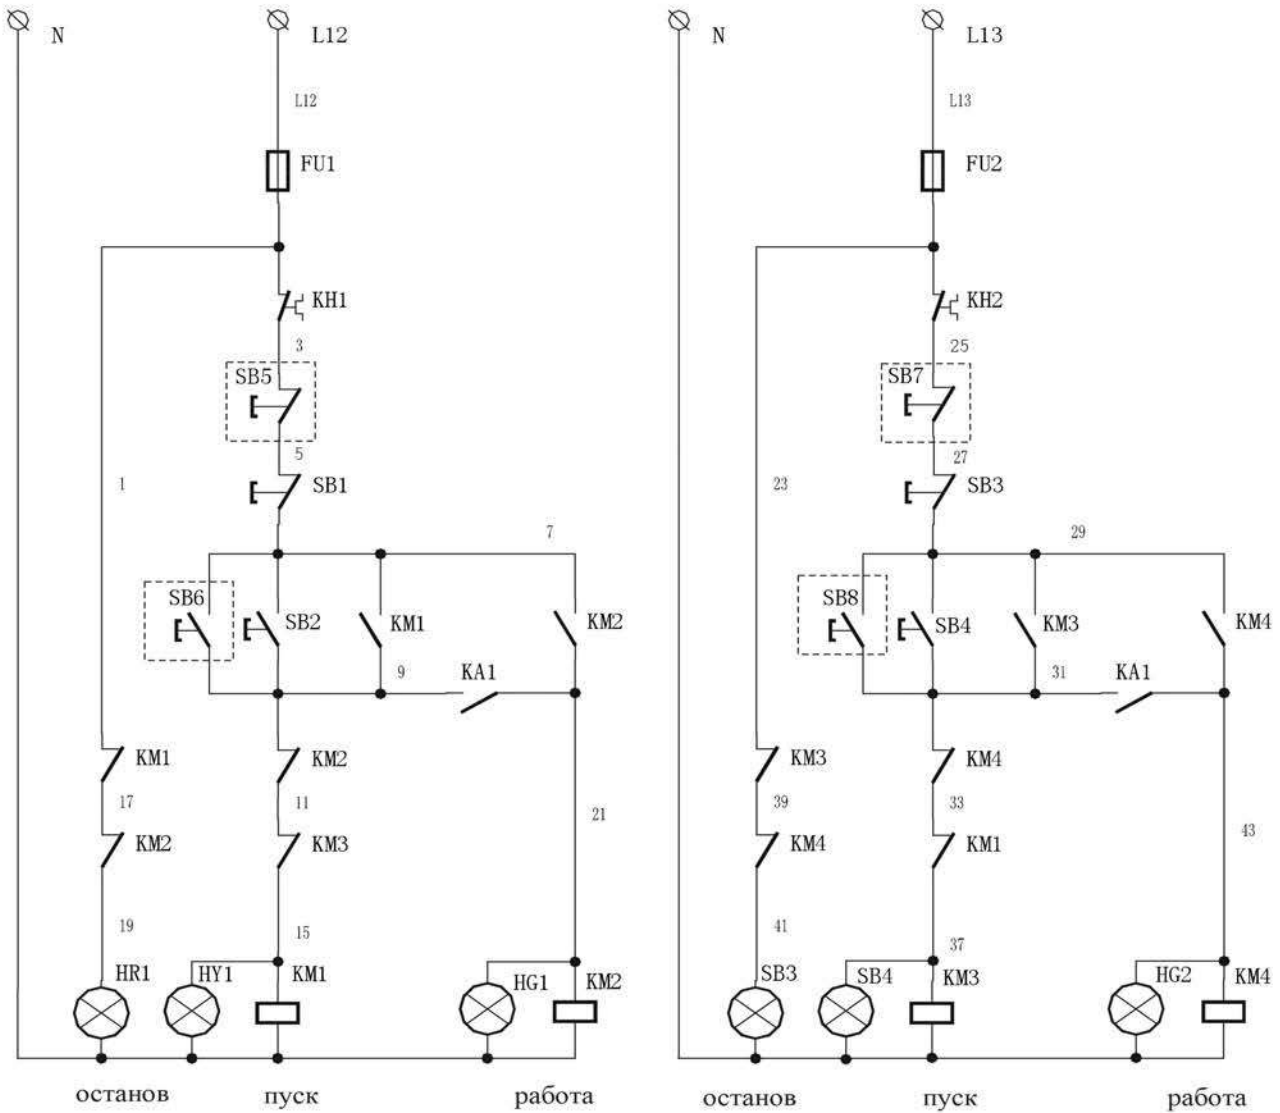 N
L12
L12
FU1
KH1
3
SB5
5
SB1
1
7
SB6
SB2
KM1
KM2
9
KA1
KM1
KM2
17
11
21
KM2
KM3
19
15
HR1
HY1
KM1
HG1
KM2
останов
пуск
работа
N
L13
L13
FU2
KH2
25
SB7
27
SB3
23
29
SB8
SB4
KM3
KM4
31
KA1
KM3
KM4
39
33
43
KM4
KM1
41
37
SB3
SB4
KM3
HG2
KM4
останов
пуск
работа